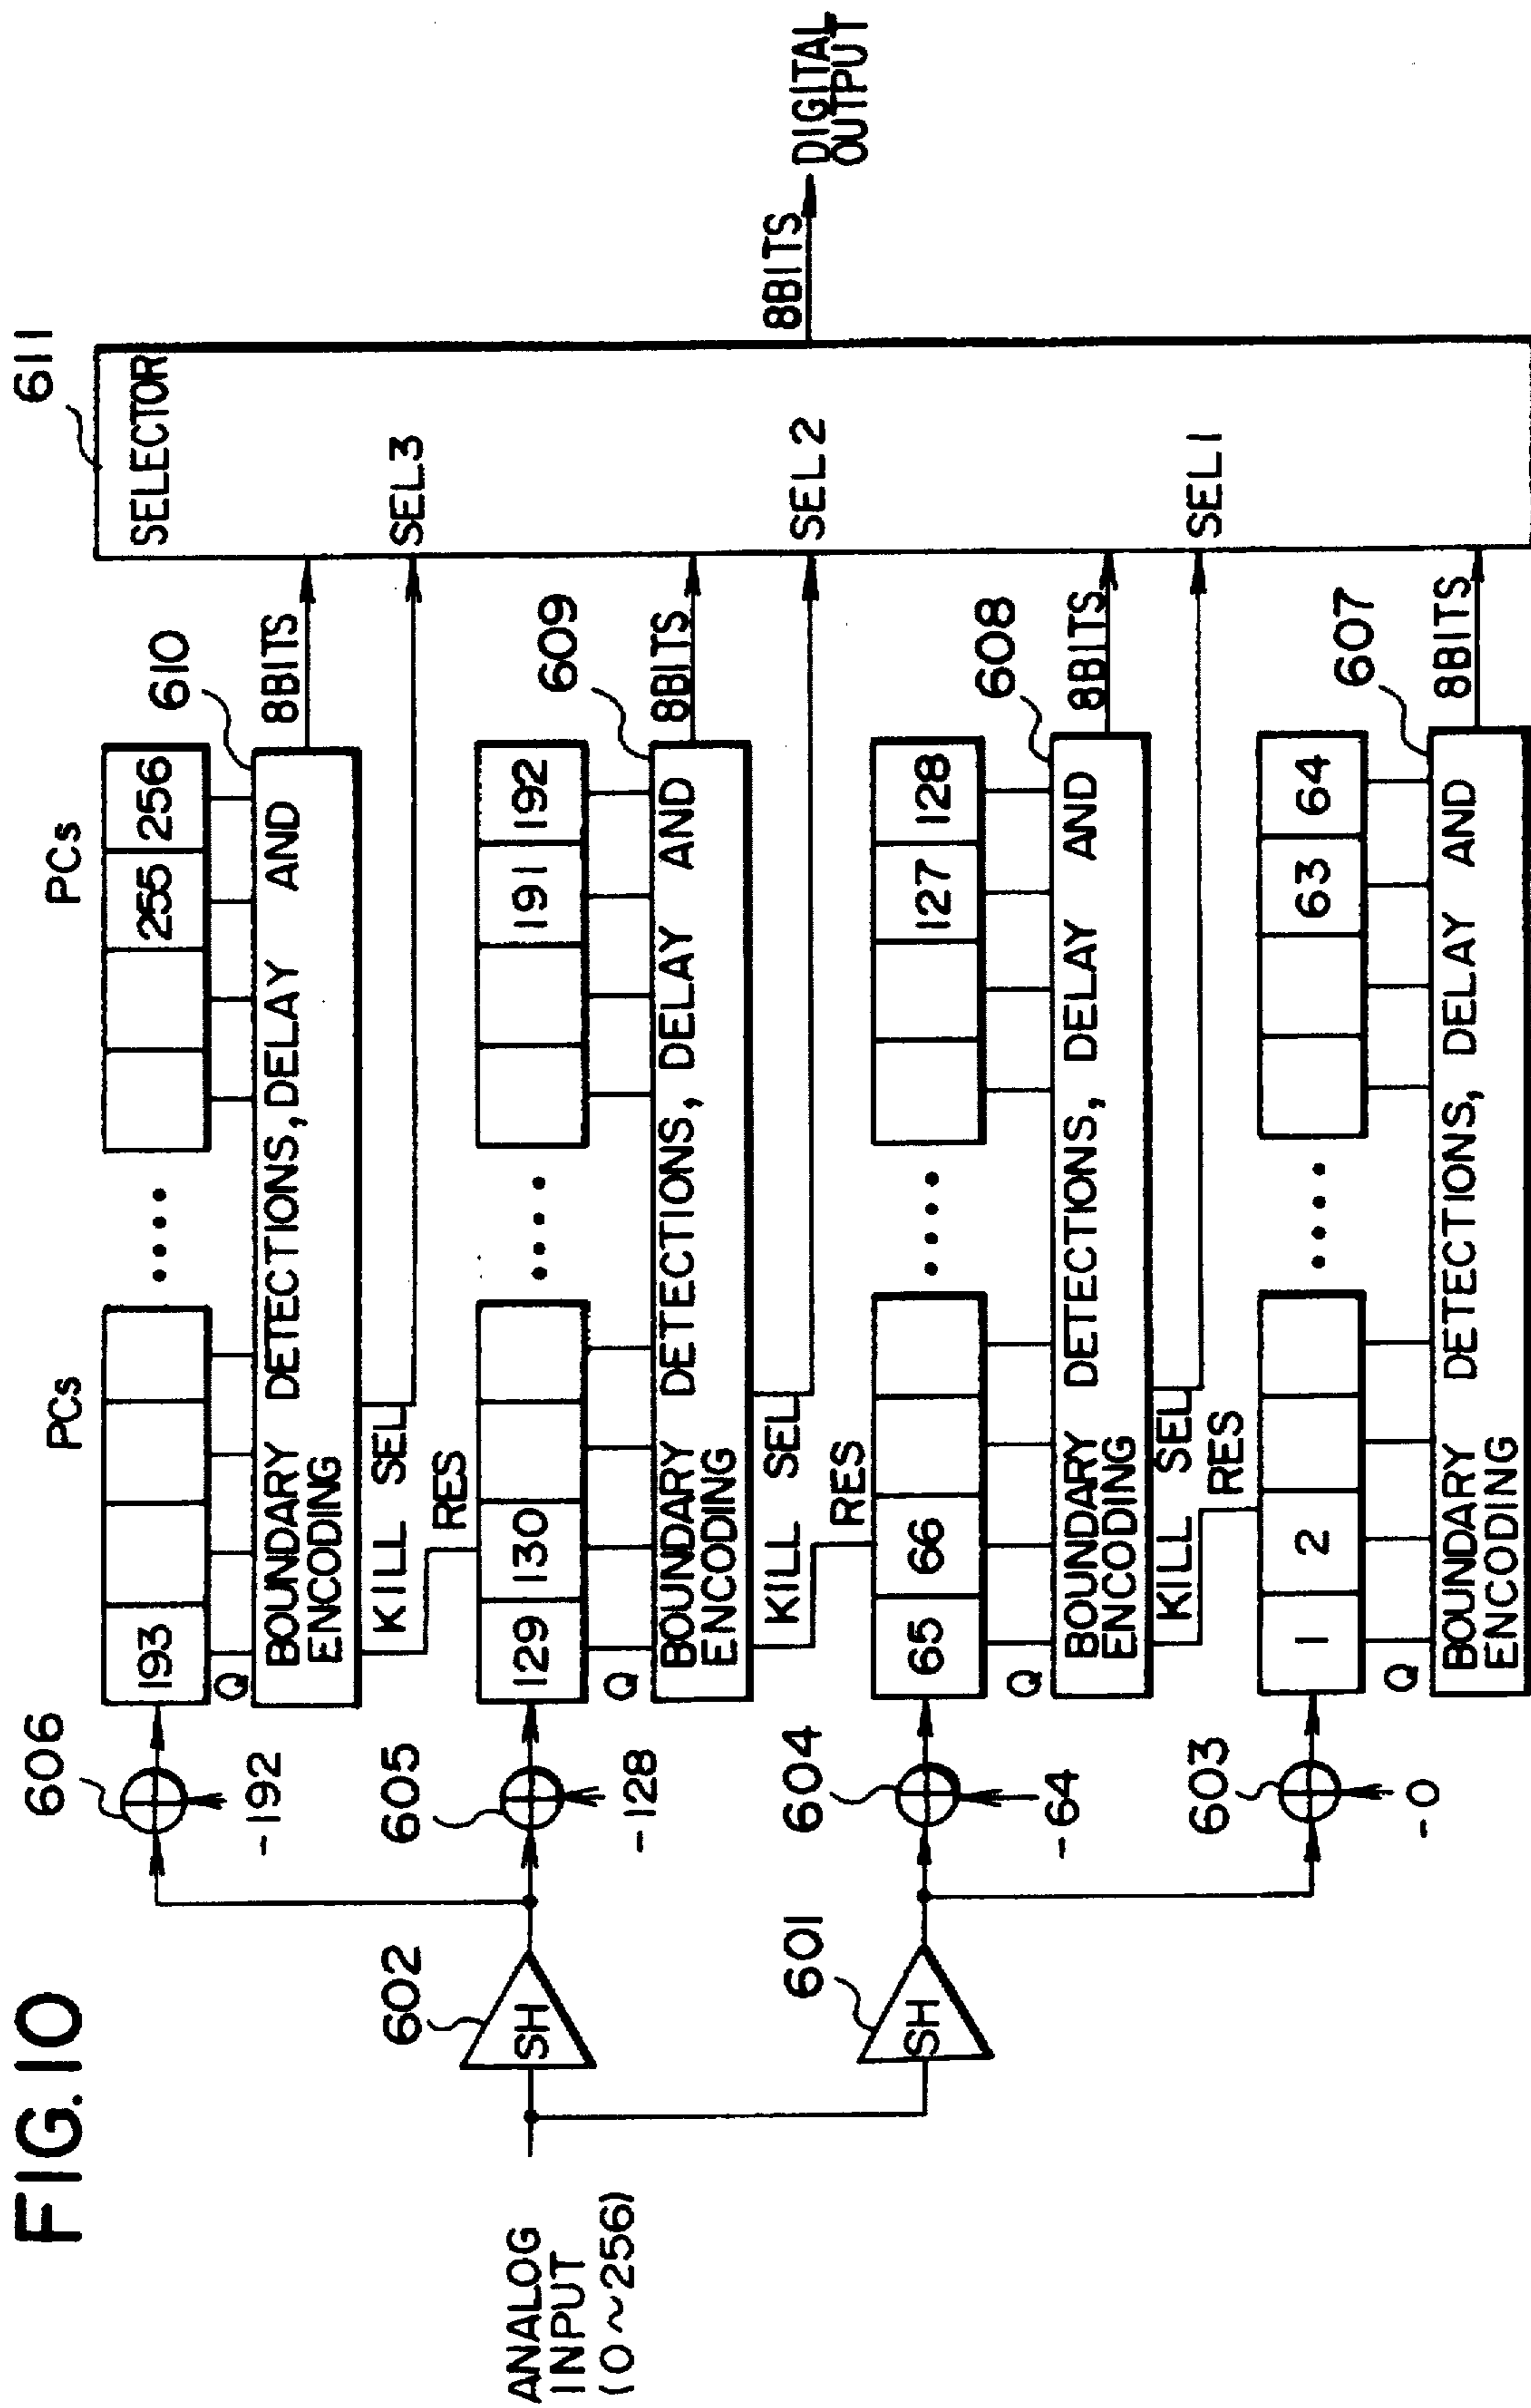 FIG.10
611
SELECTOR
PCs
PCs
606
193
255
256
610
-192
Q
BOUNDARY DETECTIONS, DELAY AND
ENCODING
8BITS
KILL
SEL
SEL3
RES
602
SH
605
129
130
191
192
609
-128
Q
BOUNDARY DETECTIONS, DELAY AND
ENCODING
8BITS
ANALOG
INPUT
(0~256)
KILL
SEL
SEL2
8BITS
DIGITAL
OUTPUT
RES
601
SH
604
65
66
127
128
608
-64
Q
BOUNDARY DETECTIONS, DELAY AND
ENCODING
8BITS
KILL
SEL
SEL1
RES
603
1
2
63
64
607
-0
Q
BOUNDARY DETECTIONS, DELAY AND
ENCODING
8BITS